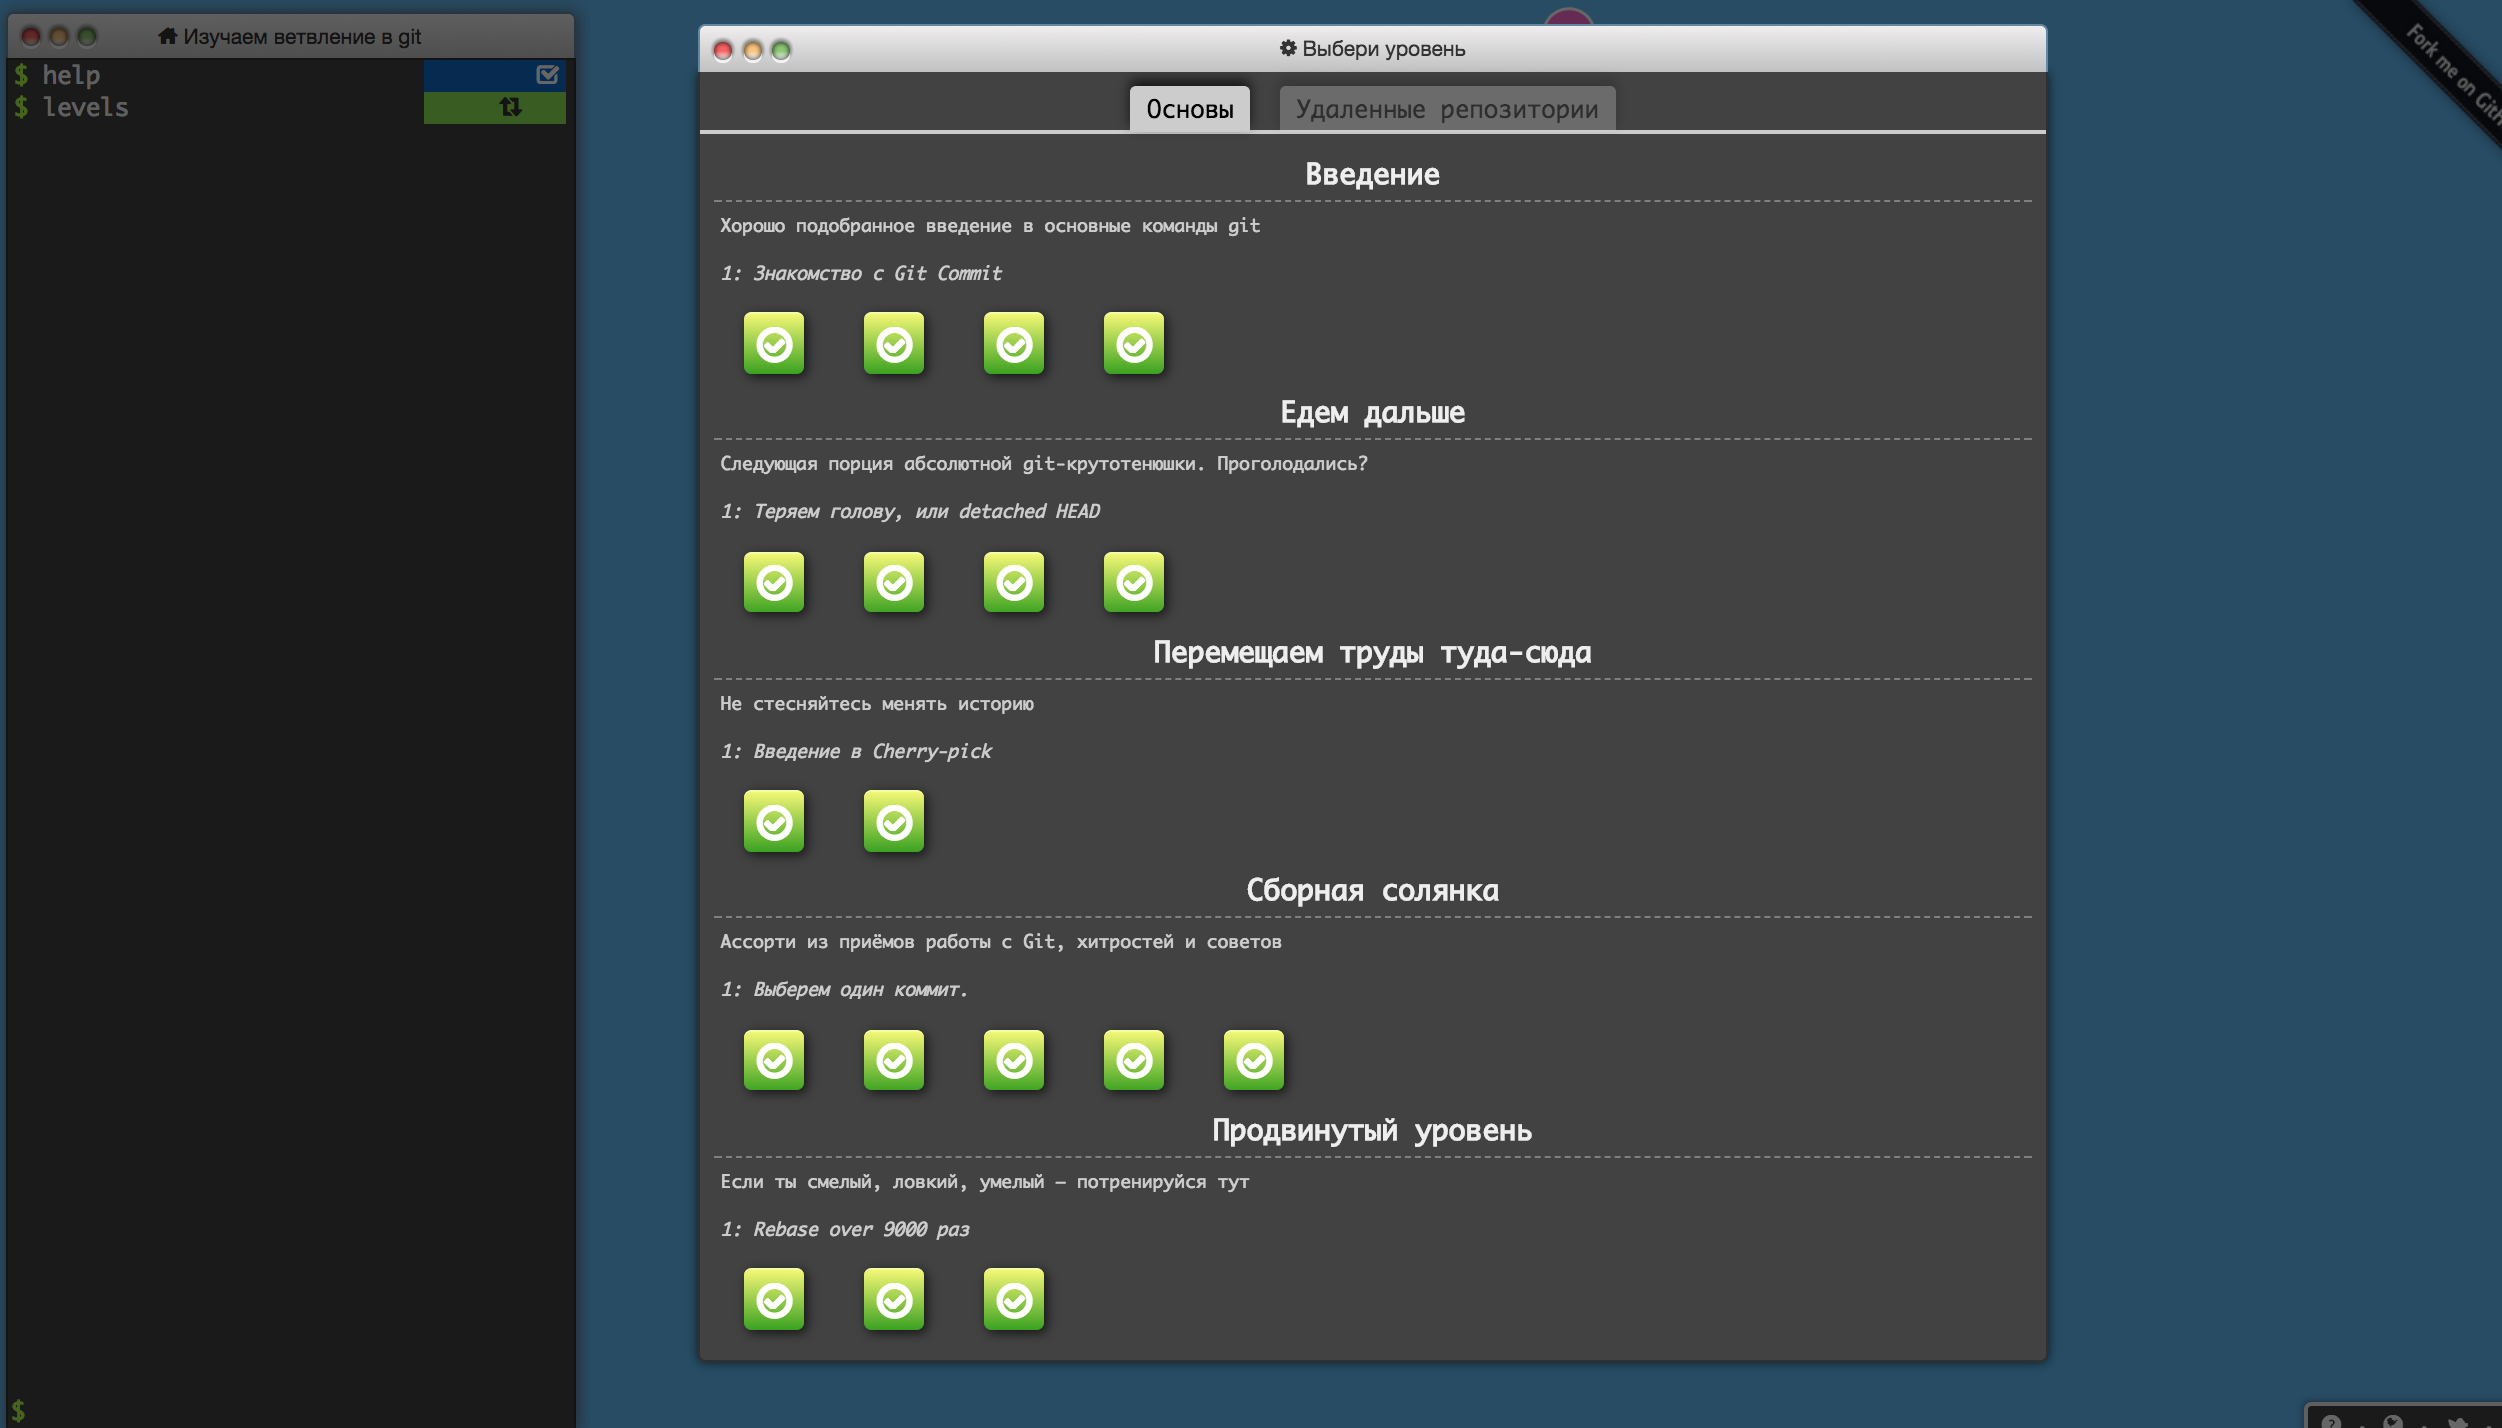 Изучаем ветвление в git
$ help
$ levels
$
Выбери уровень
Основы
Удаленные репозитории
Введение
Хорошо подобранное введение в основные команды git
1: Знакомство с Git Commit
Едем дальше
Следующая порция абсолютной git-крутотенюшки. Проголодались?
1: Теряем голову, или detached HEAD
Перемещаем труды туда-сюда
Не стесняйтесь менять историю
1: Введение в Cherry-pick
Сборная солянка
Ассорти из приёмов работы с Git, хитростей и советов
1: Выберем один коммит.
Продвинутый уровень
Если ты смелый, ловкий, умелый — потренируйся тут
1: Rebase over 9000 раз
Fork me on GitH